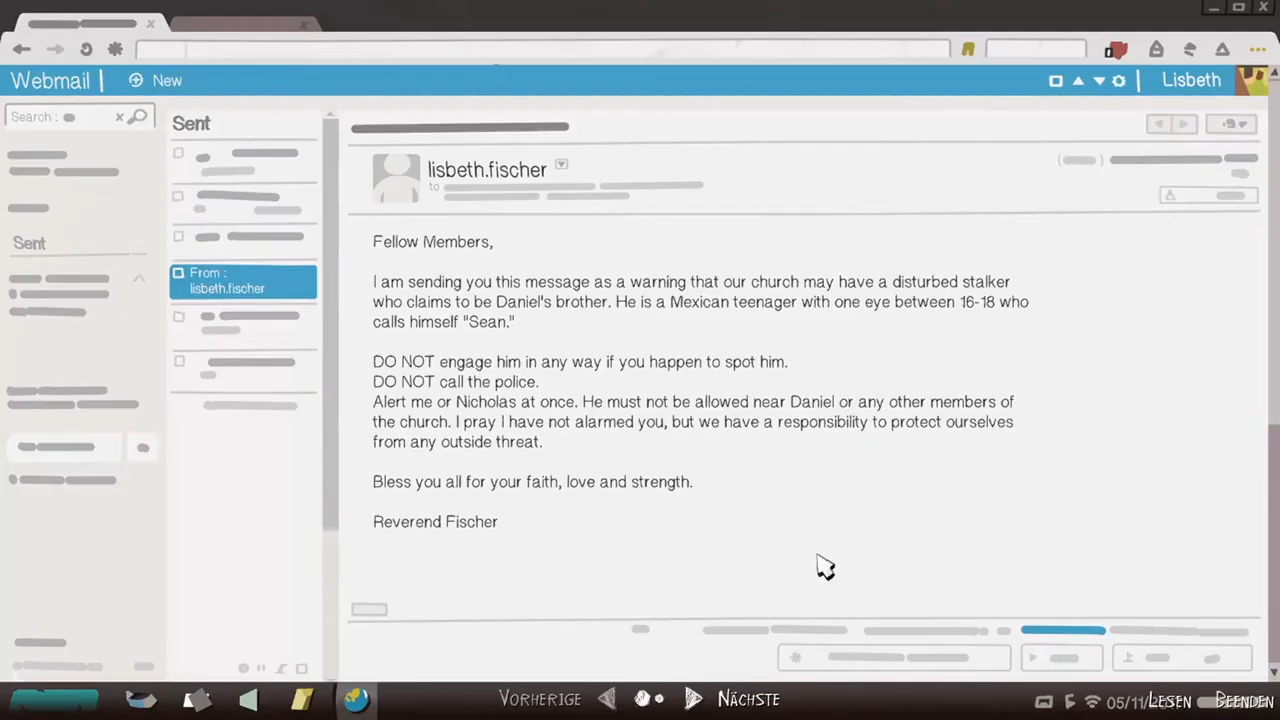 Webmail
New
Lisbeth
Search :
Sent
lisbeth.fischer
to
Fellow Members,
Sent
I am sending you this message as a warning that our church may have a disturbed stalker
who claims to be Daniel's brother. He is a Mexican teenager with one eye between 16-18 who
calls himself "Sean."
From :
lisbeth.fischer
DO NOT engage him in any way if you happen to spot him.
DO NOT call the police.
Alert me or Nicholas at once. He must not be allowed near Daniel or any other members of
the church. I pray I have not alarmed you, but we have a responsibility to protect ourselves
from any outside threat.
Bless you all for your faith, love and strength.
Reverend Fischer
VORHERIGE
NÄCHSTE
LESEN
BEENDEN